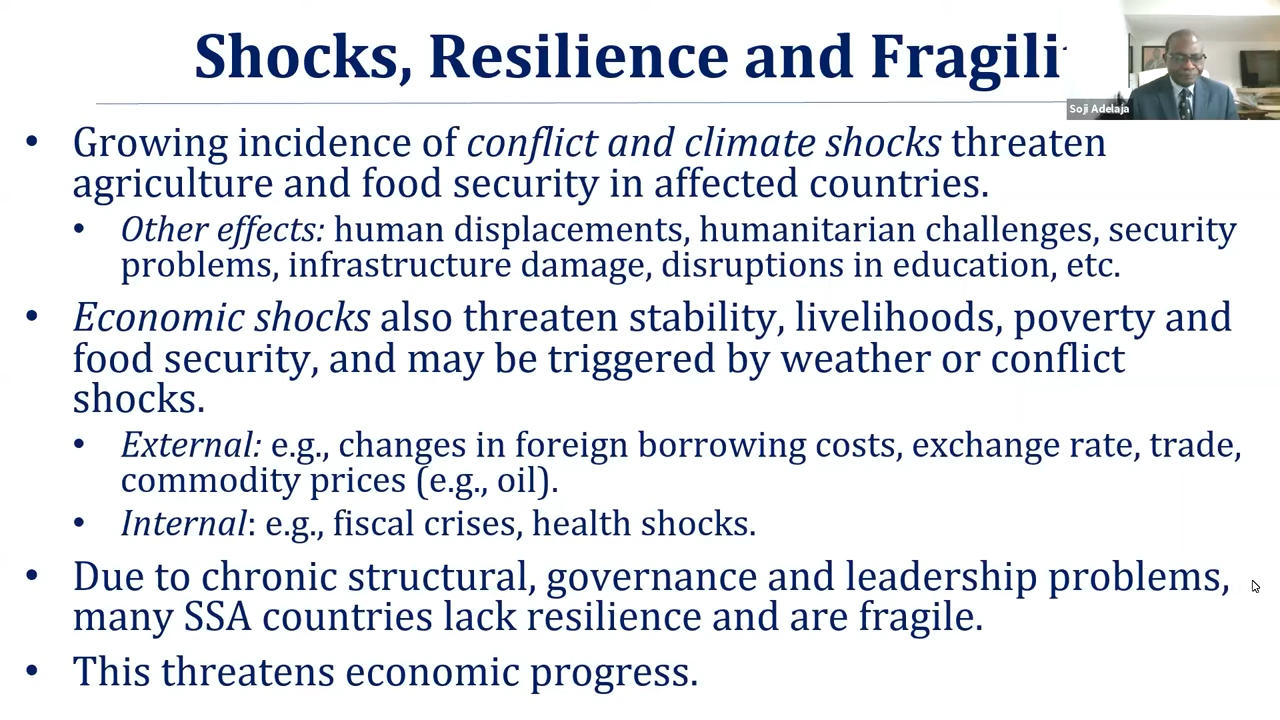 Shocks, Resilience and Fragili
Soji Adelaja
• Growing incidence of conflict and climate shocks threaten
agriculture and food security in affected countries.
• Other effects: human displacements, humanitarian challenges, security
problems, infrastructure damage, disruptions in education, etc.
• Economic shocks also threaten stability, livelihoods, poverty and
food security, and may be triggered by weather or conflict
shocks.
• External: e.g., changes in foreign borrowing costs, exchange rate, trade,
commodity prices (e.g., oil).
• Internal: e.g., fiscal crises, health shocks.
• Due to chronic structural, governance and leadership problems,
many SSA countries lack resilience and are fragile.
• This threatens economic progress.